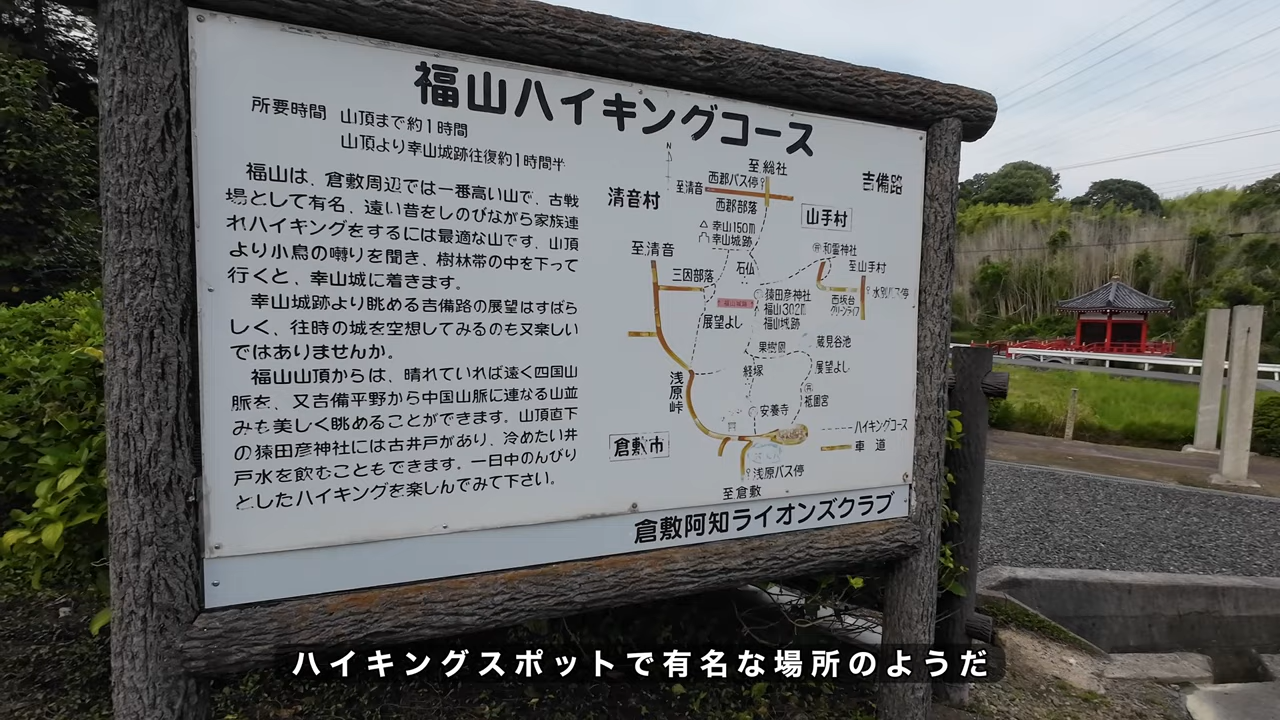 福山ハイキングコース
所要時間 山頂まで約1時間
山頂より幸山城跡往復約1時間半
福山は、倉敷周辺では一番高い山で、古戦
場として有名、遠い昔をしのびながら家族連
れハイキングをするには最適な山です、山頂
より小鳥の囀りを聞き、樹林帯の中を下って
行くと、幸山城に着きます。
幸山城跡より眺める吉備路の展望はすばら
しく、往時の城を空想してみるのも又楽しい
ではありませんか。
福山山頂からは、晴れていれば遠く四国山
脈を、又吉備平野から中国山脈に連なる山並
みも美しく眺めることができます。山頂直下
の猿田彦神社には古井戸があり、冷めたい井
戸水を飲むこともできます。一日中のんびり
としたハイキングを楽しんでみて下さい。
至総社
西郡バス停
至清音
吉備路
清音村
西郡部落
山手村
幸山150m
幸山城跡
和霊神社
至清音
石仏
至山手村
三因部落
水別バス停
西坂台
グリーンライフ
猿田彦神社
福山302m
福山城跡
福山城跡
展望よし
果樹園
蔵見谷池
経塚
展望よし
浅原峠
祇園宮
安養寺
ハイキングコース
車道
倉敷市
浅原バス停
至倉敷
倉敷阿知ライオンズクラブ
ハイキングスポットで有名な場所のようだ